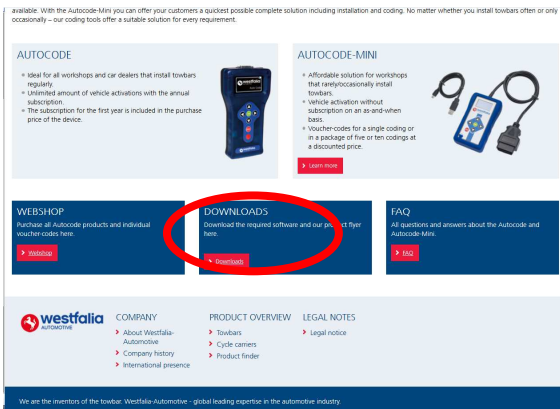 available. With the Autocode-Mini you can offer your customers a quickest possible complete solution including installation and coding. No matter whether you install towbars often or only
occasionally – our coding tools offer a suitable solution for every requirement.
AUTOCODE
Ideal for all workshops and car dealers that install towbars
regularly.
Unlimited amount of vehicle activations with the annual
subscription.
The subscription for the first year is included in the purchase
price of the device.
westfalia
AUTOCODE-MINI
Affordable solution for workshops
that rarely/occasionally install
towbars.
Vehicle activation without
subscription on an as-and-when
basis.
Voucher-codes for a single coding or
in a package of five or ten codings at
a discounted price.
Learn more
WEBSHOP
Purchase all Autocode products and individual
voucher-codes here.
Webshop
DOWNLOADS
Download the required software and our product flyer
here.
Downloads
FAQ
All questions and answers about the Autocode and
Autocode-Mini.
FAQ
westfalia
AUTOMOTIVE
COMPANY
About Westfalia-
Automotive
Company history
International presence
PRODUCT OVERVIEW
Towbars
Cycle carriers
Product finder
LEGAL NOTES
Legal notice
We are the inventors of the towbar. Westfalia-Automotive - global leading expertise in the automotive industry.